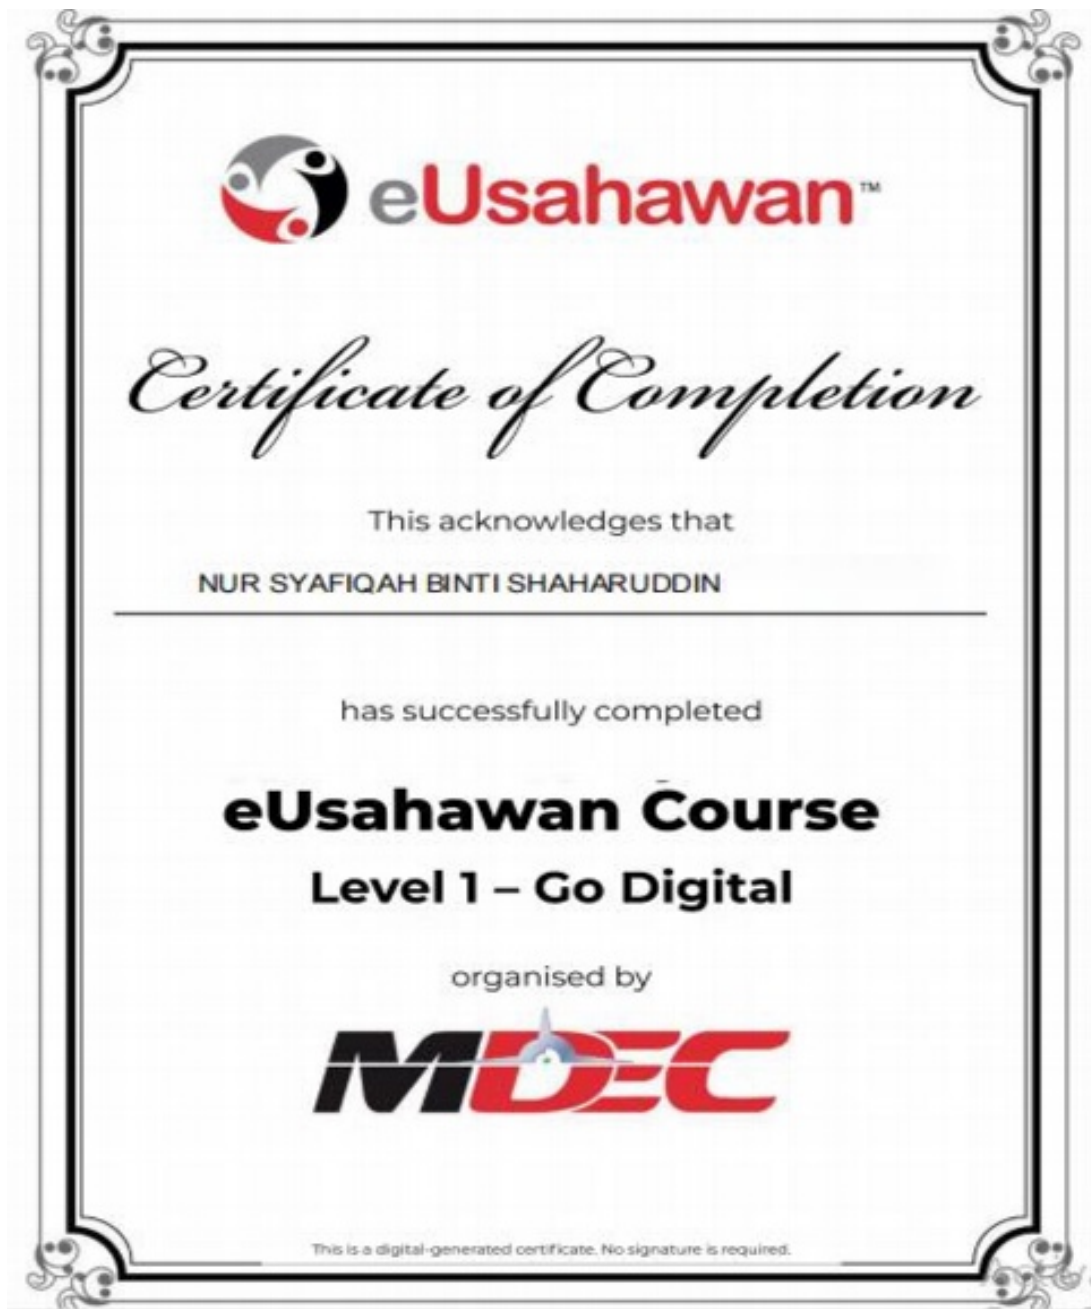 eUsahawan™
Certificate of Completion
This acknowledges that
NUR SYAFIQAH BINTI SHAHARUDDIN
has successfully completed
eUsahawan Course
Level 1 – Go Digital
organised by
MDEC
This is a digital-generated certificate. No signature is required.